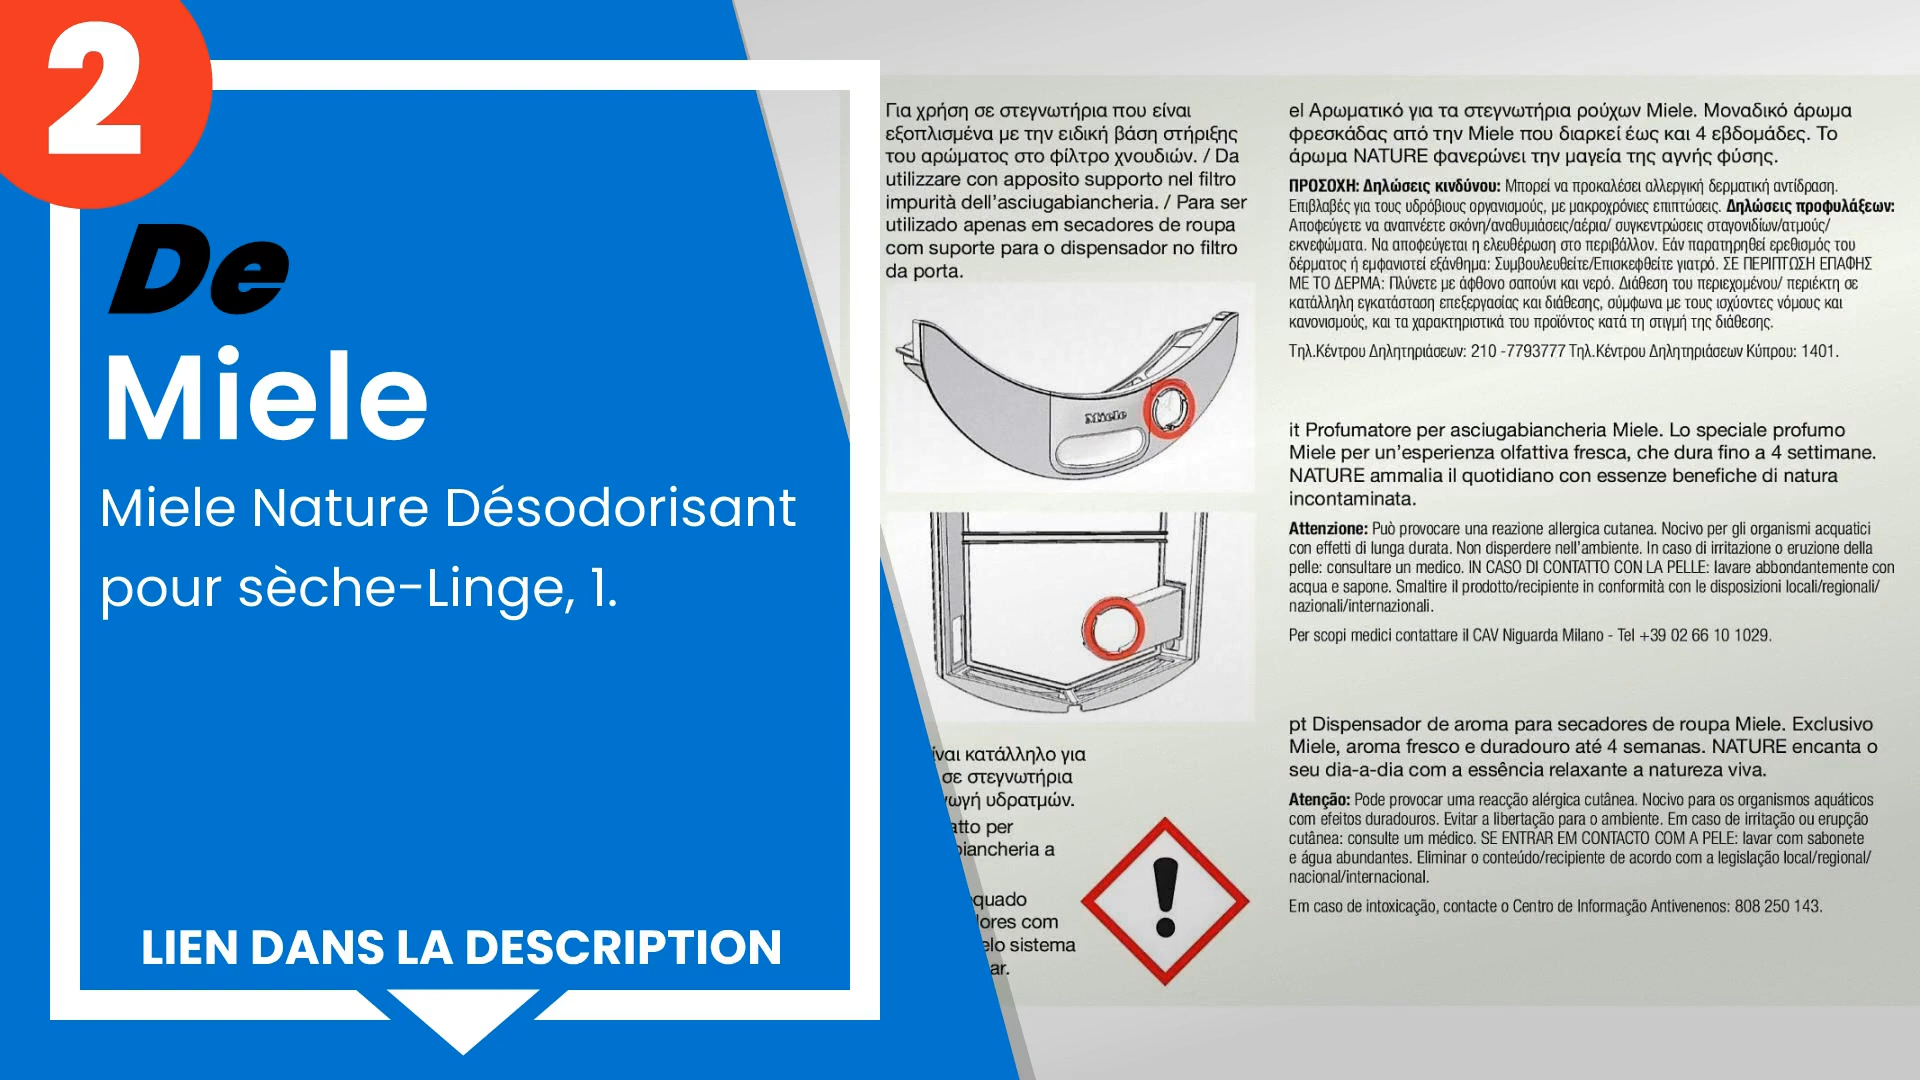 2
De
Miele
Miele Nature Désodorisant
pour sèche-Linge, 1.
LIEN DANS LA DESCRIPTION
Για χρήση σε στεγνωτήρια που είναι
εξοπλισμένα με την ειδική βάση στήριξης
του αρώματος στο φίλτρο χνουδιών. / Da
utilizzare con apposito supporto nel filtro
impurità dell’asciugabiancheria. / Para ser
utilizado apenas em secadores de roupa
com suporte para o dispensador no filtro
da porta.
Miele
ίναι κατάλληλο για
σε στεγνωτήρια
ωγή υδρατμών.
atto per
biancheria a
quado
lores com
elo sistema
ar.
el Αρωματικό για τα στεγνωτήρια ρούχων Miele. Μοναδικό άρωμα
φρεσκάδας από την Miele που διαρκεί έως και 4 εβδομάδες. Το
άρωμα NATURE φανερώνει την μαγεία της αγνής φύσης.
ΠΡΟΣΟΧΗ: Δηλώσεις κινδύνου: Μπορεί να προκαλέσει αλλεργική δερματική αντίδραση.
Επιβλαβές για τους υδρόβιους οργανισμούς, με μακροχρόνιες επιπτώσεις. Δηλώσεις προφυλάξεων:
Αποφεύγετε να αναπνέετε σκόνη/αναθυμιάσεις/αέρια/ συγκεντρώσεις σταγονιδίων/ατμούς/
εκνεφώματα. Να αποφεύγεται η ελευθέρωση στο περιβάλλον. Εάν παρατηρηθεί ερεθισμός του
δέρματος ή εμφανιστεί εξάνθημα: Συμβουλευθείτε/Επισκεφθείτε γιατρό. ΣΕ ΠΕΡΙΠΤΩΣΗ ΕΠΑΦΗΣ
ΜΕ ΤΟ ΔΕΡΜΑ: Πλύνετε με άφθονο σαπούνι και νερό. Διάθεση του περιεχομένου/ περιέκτη σε
κατάλληλη εγκατάσταση επεξεργασίας και διάθεσης, σύμφωνα με τους ισχύοντες νόμους και
κανονισμούς, και τα χαρακτηριστικά του προϊόντος κατά τη στιγμή της διάθεσης.
Τηλ.Κέντρου Δηλητηριάσεων: 210 -7793777 Τηλ.Κέντρου Δηλητηριάσεων Κύπρου: 1401.
it Profumatore per asciugabiancheria Miele. Lo speciale profumo
Miele per un’esperienza olfattiva fresca, che dura fino a 4 settimane.
NATURE ammalia il quotidiano con essenze benefiche di natura
incontaminata.
Attenzione: Può provocare una reazione allergica cutanea. Nocivo per gli organismi acquatici
con effetti di lunga durata. Non disperdere nell’ambiente. In caso di irritazione o eruzione della
pelle: consultare un medico. IN CASO DI CONTATTO CON LA PELLE: lavare abbondantemente con
acqua e sapone. Smaltire il prodotto/recipiente in conformità con le disposizioni locali/regionali/
nazionali/internazionali.
Per scopi medici contattare il CAV Niguarda Milano - Tel +39 02 66 10 1029.
pt Dispensador de aroma para secadores de roupa Miele. Exclusivo
Miele, aroma fresco e duradouro até 4 semanas. NATURE encanta o
seu dia-a-dia com a essência relaxante a natureza viva.
Atenção: Pode provocar uma reacção alérgica cutânea. Nocivo para os organismos aquáticos
com efeitos duradouros. Evitar a libertação para o ambiente. Em caso de irritação ou erupção
cutânea: consulte um médico. SE ENTRAR EM CONTACTO COM A PELE: lavar com sabonete
e água abundantes. Eliminar o conteúdo/recipiente de acordo com a legislação local/regional/
nacional/internacional.
Em caso de intoxicação, contacte o Centro de Informação Antivenenos: 808 250 143.